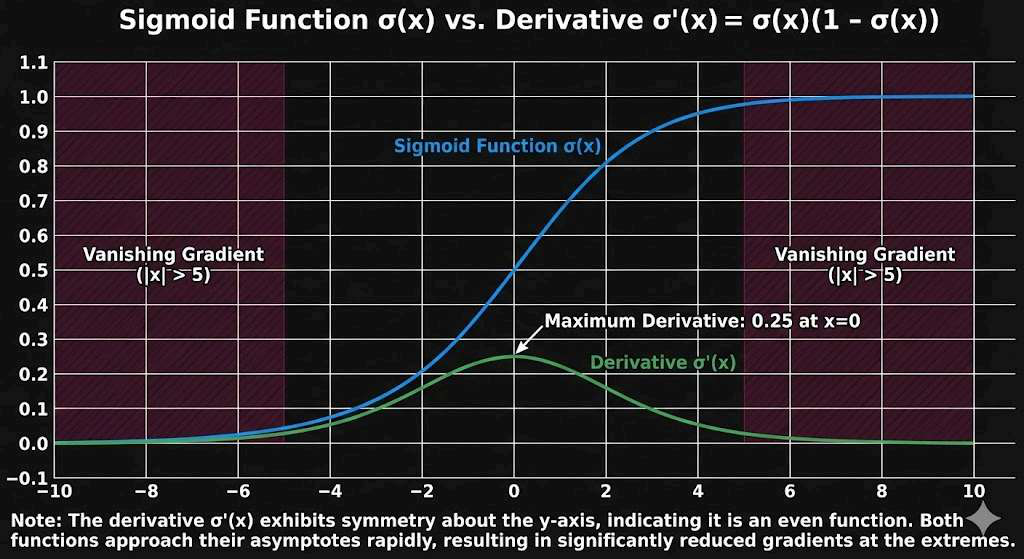 Sigmoid Function σ(x) vs. Derivative σ'(x) = σ(x)(1 – σ(x))
1.1
1.0
0.9
0.8
0.7
0.6
0.5
0.4
0.3
0.2
0.1
0.0
−0.1
Sigmoid Function σ(x)
Vanishing Gradient
(|x| > 5)
Vanishing Gradient
(|x| > 5)
Maximum Derivative: 0.25 at x=0
Derivative σ'(x)
−10 −8 −6 −4 −2 0 2 4 6 8 10
Note: The derivative σ'(x) exhibits symmetry about the y-axis, indicating it is an even function. Both
functions approach their asymptotes rapidly, resulting in significantly reduced gradients at the extremes.